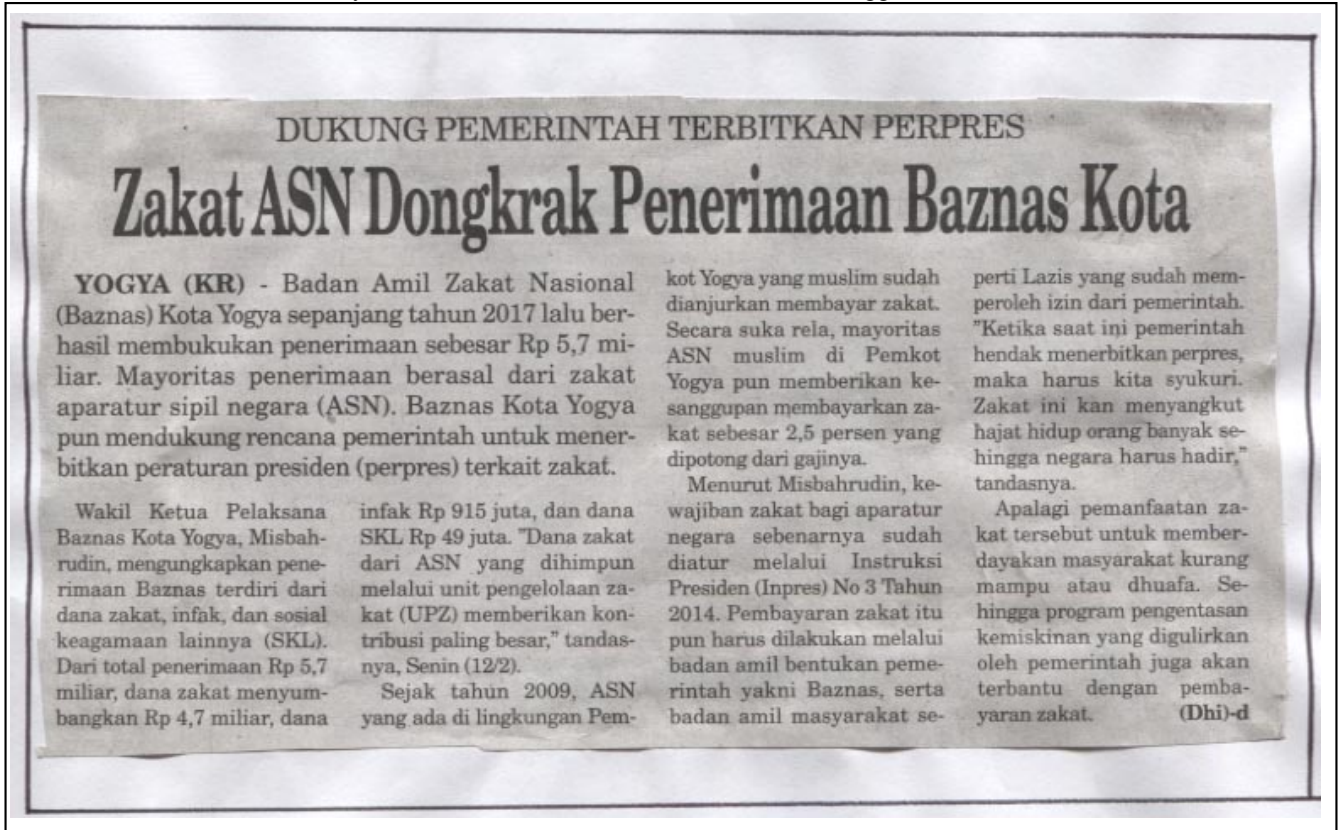 DUKUNG PEMERINTAH TERBITKAN PERPRES
Zakat ASN Dongkrak Penerimaan Baznas Kota
YOGYA (KR) - Badan Amil Zakat Nasional
(Baznas) Kota Yogya sepanjang tahun 2017 lalu ber-
hasil membukukan penerimaan sebesar Rp 5,7 mi-
liar. Mayoritas penerimaan berasal dari zakat
aparatur sipil negara (ASN). Baznas Kota Yogya
pun mendukung rencana pemerintah untuk mener-
bitkan peraturan presiden (perpres) terkait zakat.
Wakil Ketua Pelaksana
Baznas Kota Yogya, Misbah-
rudin, mengungkapkan pene-
rimaan Baznas terdiri dari
dana zakat, infak, dan sosial
keagamaan lainnya (SKL).
Dari total penerimaan Rp 5,7
miliar, dana zakat menyum-
bangkan Rp 4,7 miliar, dana
infak Rp 915 juta, dan dana
SKL Rp 49 juta. "Dana zakat
dari ASN yang dihimpun
melalui unit pengelolaan za-
kat (UPZ) memberikan kon-
tribusi paling besar," tandas-
nya, Senin (12/2).
Sejak tahun 2009, ASN
yang ada di lingkungan Pem-
kot Yogya yang muslim sudah
dianjurkan membayar zakat.
Secara suka rela, mayoritas
ASN muslim di Pemkot
Yogya pun memberikan ke-
sanggupan membayarkan za-
kat sebesar 2,5 persen yang
dipotong dari gajinya.
Menurut Misbahrudin, ke-
wajiban zakat bagi aparatur
negara sebenarnya sudah
diatur melalui Instruksi
Presiden (Inpres) No 3 Tahun
2014. Pembayaran zakat itu
pun harus dilakukan melalui
badan amil bentukan peme-
rintah yakni Baznas, serta
badan amil masyarakat se-
perti Lazis yang sudah mem-
peroleh izin dari pemerintah.
"Ketika saat ini pemerintah
hendak menerbitkan perpres,
maka harus kita syukuri.
Zakat ini kan menyangkut
hajat hidup orang banyak se-
hingga negara harus hadir,"
tandasnya.
Apalagi pemanfaatan za-
kat tersebut untuk member-
dayakan masyarakat kurang
mampu atau dhuafa. Se-
hingga program pengentasan
kemiskinan yang digulirkan
oleh pemerintah juga akan
terbantu dengan pemba-
yaran zakat. (Dhi)-d